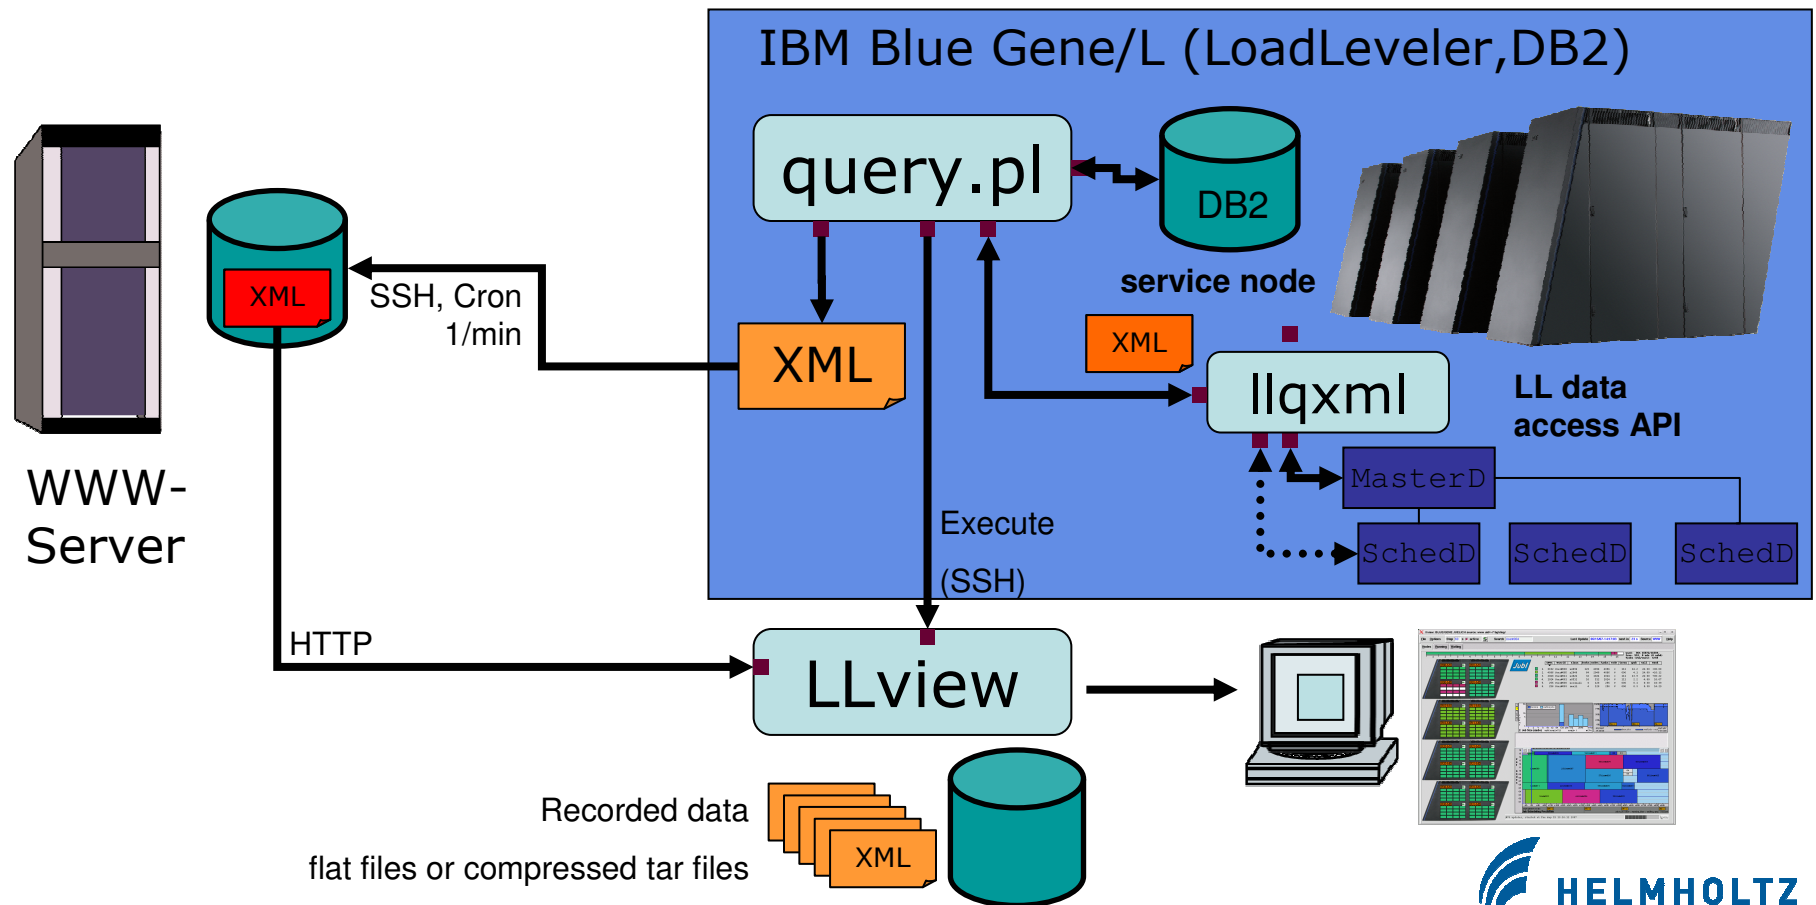 IBM Blue Gene/L (LoadLeveler,DB2)
query.pl
DB2
service node
XML
SSH, Cron
1/min
XML
XML
llqxml
LL data
access API
MasterD
SchedD
SchedD
SchedD
WWW-
Server
Execute
(SSH)
HTTP
LLview
Jubl
Recorded data
flat files or compressed tar files
XML
HELMHOLTZ